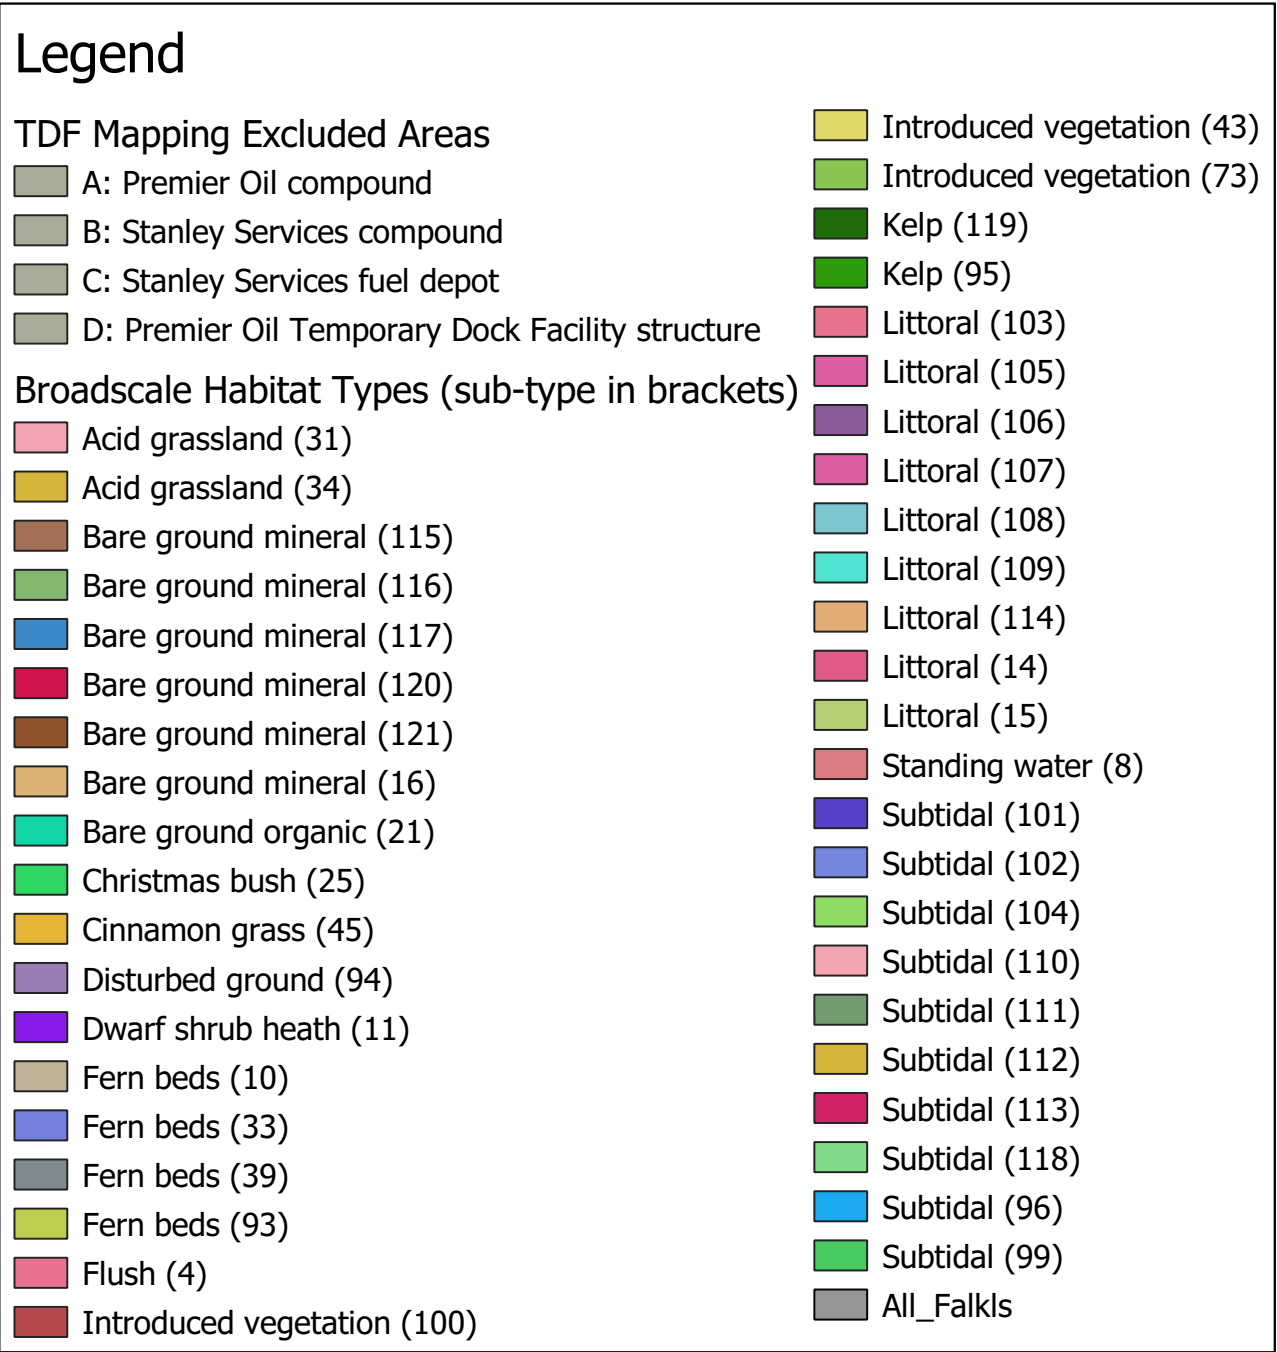 Legend
TDF Mapping Excluded Areas
A: Premier Oil compound
B: Stanley Services compound
C: Stanley Services fuel depot
D: Premier Oil Temporary Dock Facility structure
Broadscale Habitat Types (sub-type in brackets)
Acid grassland (31)
Acid grassland (34)
Bare ground mineral (115)
Bare ground mineral (116)
Bare ground mineral (117)
Bare ground mineral (120)
Bare ground mineral (121)
Bare ground mineral (16)
Bare ground organic (21)
Christmas bush (25)
Cinnamon grass (45)
Disturbed ground (94)
Dwarf shrub heath (11)
Fern beds (10)
Fern beds (33)
Fern beds (39)
Fern beds (93)
Flush (4)
Introduced vegetation (100)
Introduced vegetation (43)
Introduced vegetation (73)
Kelp (119)
Kelp (95)
Littoral (103)
Littoral (105)
Littoral (106)
Littoral (107)
Littoral (108)
Littoral (109)
Littoral (114)
Littoral (14)
Littoral (15)
Standing water (8)
Subtidal (101)
Subtidal (102)
Subtidal (104)
Subtidal (110)
Subtidal (111)
Subtidal (112)
Subtidal (113)
Subtidal (118)
Subtidal (96)
Subtidal (99)
All_Falkls